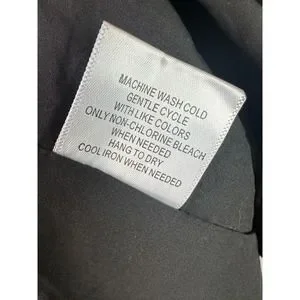 MACHINE WASH COLD
GENTLE CYCLE
WITH LIKE COLORS
ONLY NON-CHLORINE BLEACH
WHEN NEEDED
HANG TO DRY
COOL IRON WHEN NEEDED